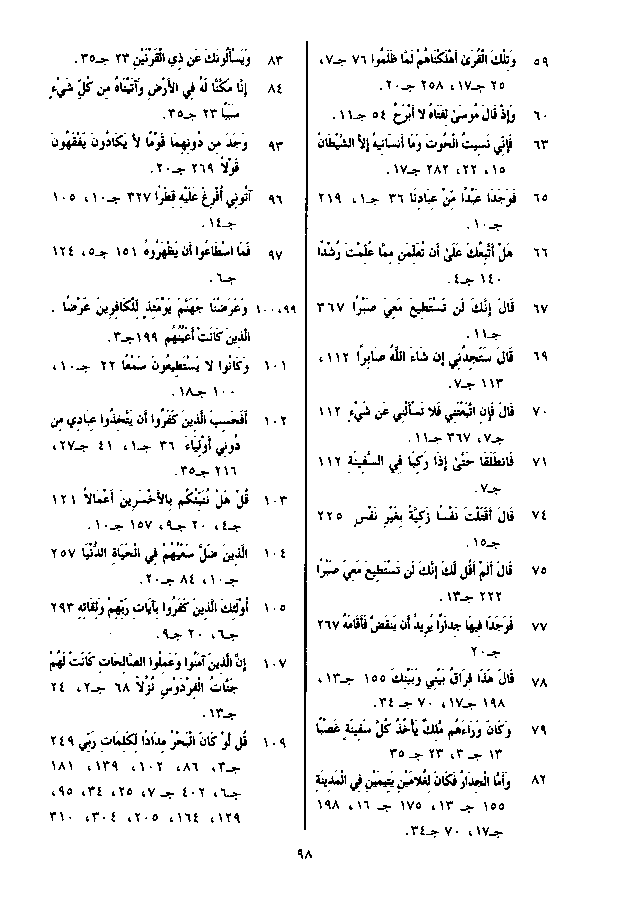 ٥٩ وَتِلْكَ الْقُرَىٰ أَهْلَكْنَاهُمْ لَمَّا ظَلَمُوا ٧٦ جـ٧،
٢٥ جـ١٧، ٢٥٨ جـ٢٠.
٦٠ وَإِذْ قَالَ مُوسَىٰ لِفَتَاهُ لَا أَبْرَحُ ٥٤ جـ١١.
٦٣ فَإِنِّي نَسِيتُ الْحُوتَ وَمَا أَنسَانِيهُ إِلاَّ الشَّيْطَانُ
١٥، ٢٢، ٢٨٢ جـ١٧.
٦٥ فَوَجَدَا عَبْدًا مِّنْ عِبَادِنَا ٣٦ جـ١، ٢١٩
جـ١٠.
٦٦ هَلْ أَتَّبِعُكَ عَلَىٰ أَن تُعَلِّمَنِ مِمَّا عُلِّمْتَ رُشْدًا
١٤٠ جـ٤.
٦٧ قَالَ إِنَّكَ لَن تَسْتَطِيعَ مَعِيَ صَبْرًا ٣٦٧
جـ١١.
٦٩ قَالَ سَتَجِدُنِي إِن شَاءَ اللَّهُ صَابِرًا ١١٢،
١١٣ جـ٧.
٧٠ قَالَ فَإِنِ اتَّبَعْتَنِي فَلَا تَسْأَلْنِي عَن شَيْءٍ ١١٢
جـ٧، ٣٦٧ جـ١١.
٧١ فَانطَلَقَا حَتَّىٰ إِذَا رَكِبَا فِي السَّفِينَةِ ١١٢
جـ٧.
٧٤ قَالَ أَقَتَلْتَ نَفْسًا زَكِيَّةً بِغَيْرِ نَفْسٍ ٢٢٥
جـ١٥.
٧٥ قَالَ أَلَمْ أَقُل لَّكَ إِنَّكَ لَن تَسْتَطِيعَ مَعِيَ صَبْرًا
٢٢٢ جـ١٣.
٧٧ فَوَجَدَا فِيهَا جِدَارًا يُرِيدُ أَن يَنقَضَّ فَأَقَامَهُ ٢٦٧
جـ٢٠
٧٨ قَالَ هَذَا فِرَاقُ بَيْنِي وَبَيْنِكَ ١٥٥ جـ١٣،
١٩٨ جـ١٧، ٧٠ جـ٣٤.
٧٩ وَكَانَ وَرَاءَهُم مَّلِكٌ يَأْخُذُ كُلَّ سَفِينَةٍ غَصْبًا
١٣ جـ٣، ٢٣ جـ٣٥
٨٢ وَأَمَّا الْجِدَارُ فَكَانَ لِغُلَامَيْنِ يَتِيمَيْنِ فِي الْمَدِينَةِ
١٥٥ جـ١٣، ١٧٥ جـ١٦، ١٩٨
جـ١٧، ٧٠ جـ٣٤.
٨٣ وَيَسْأَلُونَكَ عَن ذِي الْقَرْنَيْنِ ٢٣ جـ٣٥.
٨٤ إِنَّا مَكَّنَّا لَهُ فِي الْأَرْضِ وَآتَيْنَاهُ مِن كُلِّ شَيْءٍ
سَبَبًا ٢٣ جـ٣٥.
٩٣ وَجَدَ مِن دُونِهِمَا قَوْمًا لاَّ يَكَادُونَ يَفْقَهُونَ
قَوْلًا ٢٦٩ جـ٢٠.
٩٦ آتُونِي أُفْرِغْ عَلَيْهِ قِطْرًا ٣٢٧ جـ١٠، ١٠٥
جـ١٤.
٩٧ فَمَا اسْطَاعُوا أَن يَظْهَرُوهُ ١٥١ جـ٥، ١٢٤
جـ٦.
١٠٠،٩٩ وَعَرَضْنَا جَهَنَّمَ يَوْمَئِذٍ لِّلْكَافِرِينَ عَرْضًا .
الَّذِينَ كَانَتْ أَعْيُنُهُمْ ١٩٩ جـ٣.
١٠١ وَكَانُوا لَا يَسْتَطِيعُونَ سَمْعًا ٢٢ جـ١٠،
١٠٠ جـ١٨.
١٠٢ أَفَحَسِبَ الَّذِينَ كَفَرُوا أَن يَتَّخِذُوا عِبَادِي مِن
دُونِي أَوْلِيَاءَ ٣٦ جـ١، ٤١ جـ٢٧،
٢١٦ جـ٣٥.
١٠٣ قُلْ هَلْ نُنَبِّئُكُم بِالأَخْسَرِينَ أَعْمَالاً ١٢١
جـ٤، ٢٠ جـ٩، ١٥٧ جـ١٠.
١٠٤ الَّذِينَ ضَلَّ سَعْيُهُمْ فِي الْحَيَاةِ الدُّنْيَا ٢٥٧
جـ١٠، ٨٤ جـ٢٠.
١٠٥ أُوْلَئِكَ الَّذِينَ كَفَرُوا بِآيَاتِ رَبِّهِمْ وَلِقَائِهِ ٢٩٣
جـ٦، ٢٠ جـ٩.
١٠٧ إِنَّ الَّذِينَ آمَنُوا وَعَمِلُوا الصَّالِحَاتِ كَانَتْ لَهُمْ
جَنَّاتُ الْفِرْدَوْسِ نُزُلاً ٦٨ جـ٢، ٢٤
جـ١٣.
١٠٩ قُل لَّوْ كَانَ الْبَحْرُ مِدَادًا لِّكَلِمَاتِ رَبِّي ٢٤٩
جـ٣، ٨٦، ١٠٢، ١٣٩، ١٨١
جـ٦، ٤٠٢ جـ٧، ٢٥، ٣٤، ٩٥،
١٢٩، ١٦٤، ٢٠٥، ٣٠٤، ٣١٠
٩٨